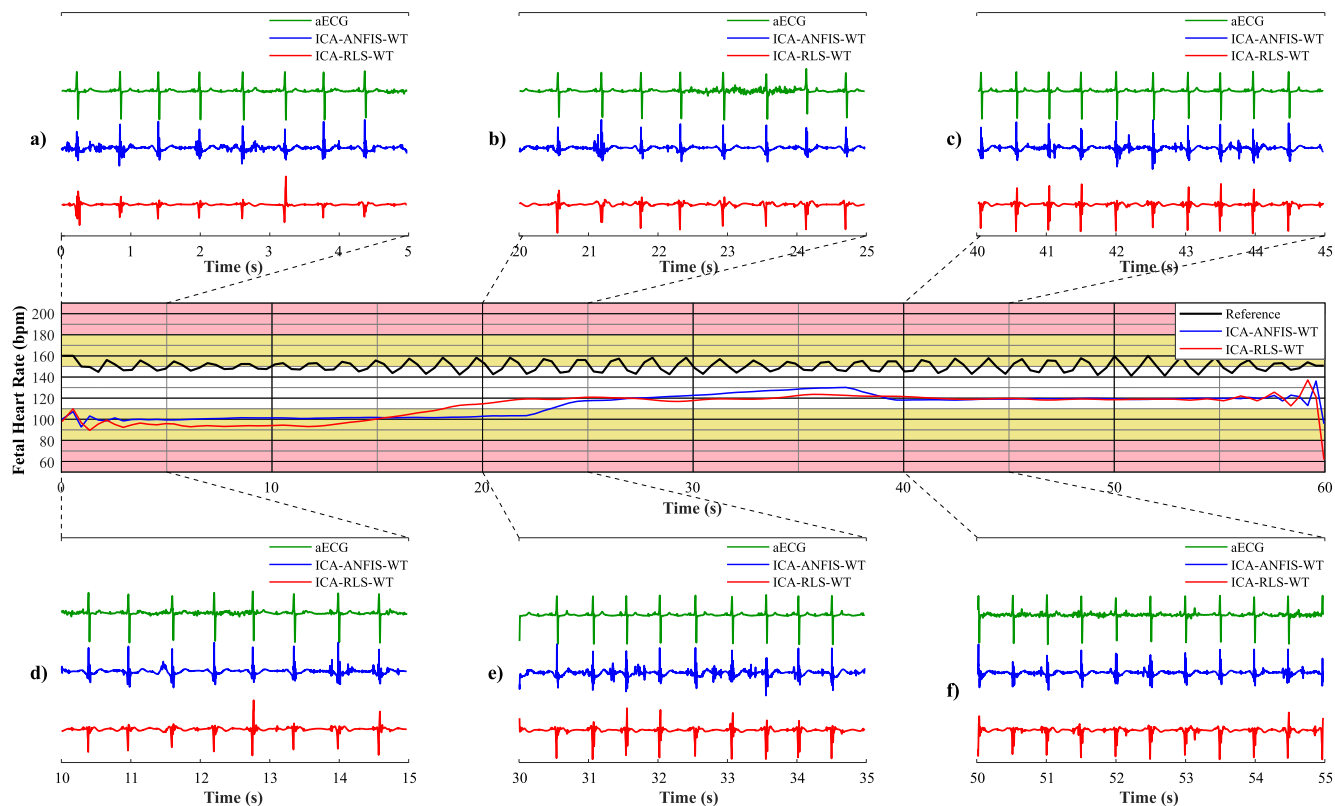 aECG
ICA-ANFIS-WT
ICA-RLS-WT
a)
0 1 2 3 4 5
Time (s)
aECG
ICA-ANFIS-WT
ICA-RLS-WT
b)
20 21 22 23 24 25
Time (s)
aECG
ICA-ANFIS-WT
ICA-RLS-WT
c)
40 41 42 43 44 45
Time (s)
Fetal Heart Rate (bpm)
200
180
160
140
120
100
80
60
Reference
ICA-ANFIS-WT
ICA-RLS-WT
0 10 20 30 40 50 60
Time (s)
aECG
ICA-ANFIS-WT
ICA-RLS-WT
d)
10 11 12 13 14 15
Time (s)
aECG
ICA-ANFIS-WT
ICA-RLS-WT
e)
30 31 32 33 34 35
Time (s)
aECG
ICA-ANFIS-WT
ICA-RLS-WT
f)
50 51 52 53 54 55
Time (s)